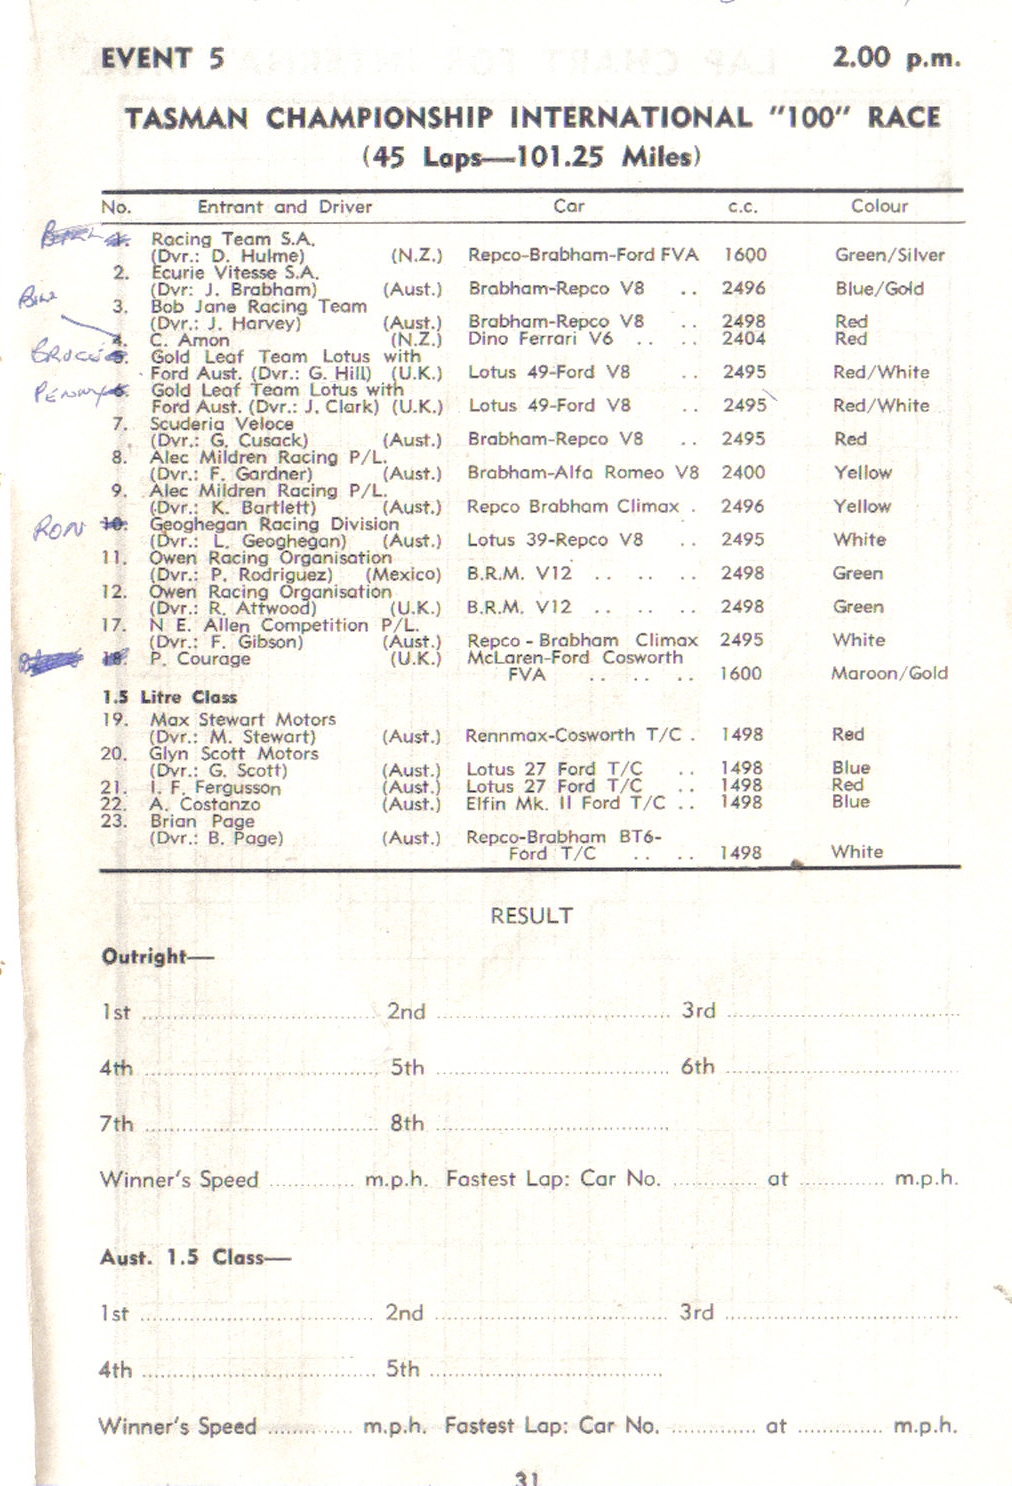 EVENT 5 2.00 p.m.
TASMAN CHAMPIONSHIP INTERNATIONAL "100" RACE
(45 Laps—101.25 Miles)
No. Entrant and Driver Car c.c. Colour
1. Racing Team S.A.
(Dvr.: D. Hulme) (N.Z.) Repco-Brabham-Ford FVA 1600 Green/Silver
2. Ecurie Vitesse S.A.
(Dvr: J. Brabham) (Aust.) Brabham-Repco V8 .. 2496 Blue/Gold
3. Bob Jane Racing Team
(Dvr.: J. Harvey) (Aust.) Brabham-Repco V8 .. 2498 Red
4. C. Amon (N.Z.) Dino Ferrari V6 .. .. 2404 Red
BRUCE 5. Gold Leaf Team Lotus with
Ford Aust. (Dvr.: G. Hill) (U.K.) Lotus 49-Ford V8 .. 2495 Red/White
PENNY 6. Gold Leaf Team Lotus with
Ford Aust. (Dvr.: J. Clark) (U.K.) Lotus 49-Ford V8 .. 2495 Red/White
7. Scuderia Veloce
(Dvr.: G. Cusack) (Aust.) Brabham-Repco V8 .. 2495 Red
8. Alec Mildren Racing P/L.
(Dvr.: F. Gardner) (Aust.) Brabham-Alfa Romeo V8 2400 Yellow
9. Alec Mildren Racing P/L.
(Dvr.: K. Bartlett) (Aust.) Repco Brabham Climax . 2496 Yellow
RON 10. Geoghegan Racing Division
(Dvr.: L. Geoghegan) (Aust.) Lotus 39-Repco V8 .. 2495 White
11. Owen Racing Organisation
(Dvr.: P. Rodriguez) (Mexico) B.R.M. V12 .. .. .. 2498 Green
12. Owen Racing Organisation
(Dvr.: R. Attwood) (U.K.) B.R.M. V12 .. .. .. 2498 Green
17. N E. Allen Competition P/L.
(Dvr.: F. Gibson) (Aust.) Repco - Brabham Climax 2495 White
18. P. Courage (U.K.) McLaren-Ford Cosworth
FVA .. .. .. 1600 Maroon/Gold
1.5 Litre Class
19. Max Stewart Motors
(Dvr.: M. Stewart) (Aust.) Rennmax-Cosworth T/C . 1498 Red
20. Glyn Scott Motors
(Dvr.: G. Scott) (Aust.) Lotus 27 Ford T/C .. 1498 Blue
21. I. F. Fergusson (Aust.) Lotus 27 Ford T/C .. 1498 Red
22. A. Costanzo (Aust.) Elfin Mk. II Ford T/C .. 1498 Blue
23. Brian Page
(Dvr.: B. Page) (Aust.) Repco-Brabham BT6-
Ford T/C .. .. 1498 White
RESULT
Outright—
1st 2nd 3rd
4th 5th 6th
7th 8th
Winner's Speed m.p.h. Fastest Lap: Car No. at m.p.h.
Aust. 1.5 Class—
1st 2nd 3rd
4th 5th
Winner's Speed m.p.h. Fastest Lap: Car No. at m.p.h.
31